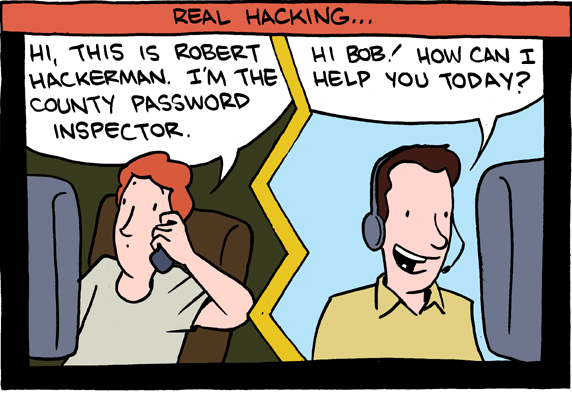 REAL HACKING...
HI, THIS IS ROBERT
HACKERMAN. I'M THE
COUNTY PASSWORD
INSPECTOR.
HI BOB! HOW CAN I
HELP YOU TODAY?